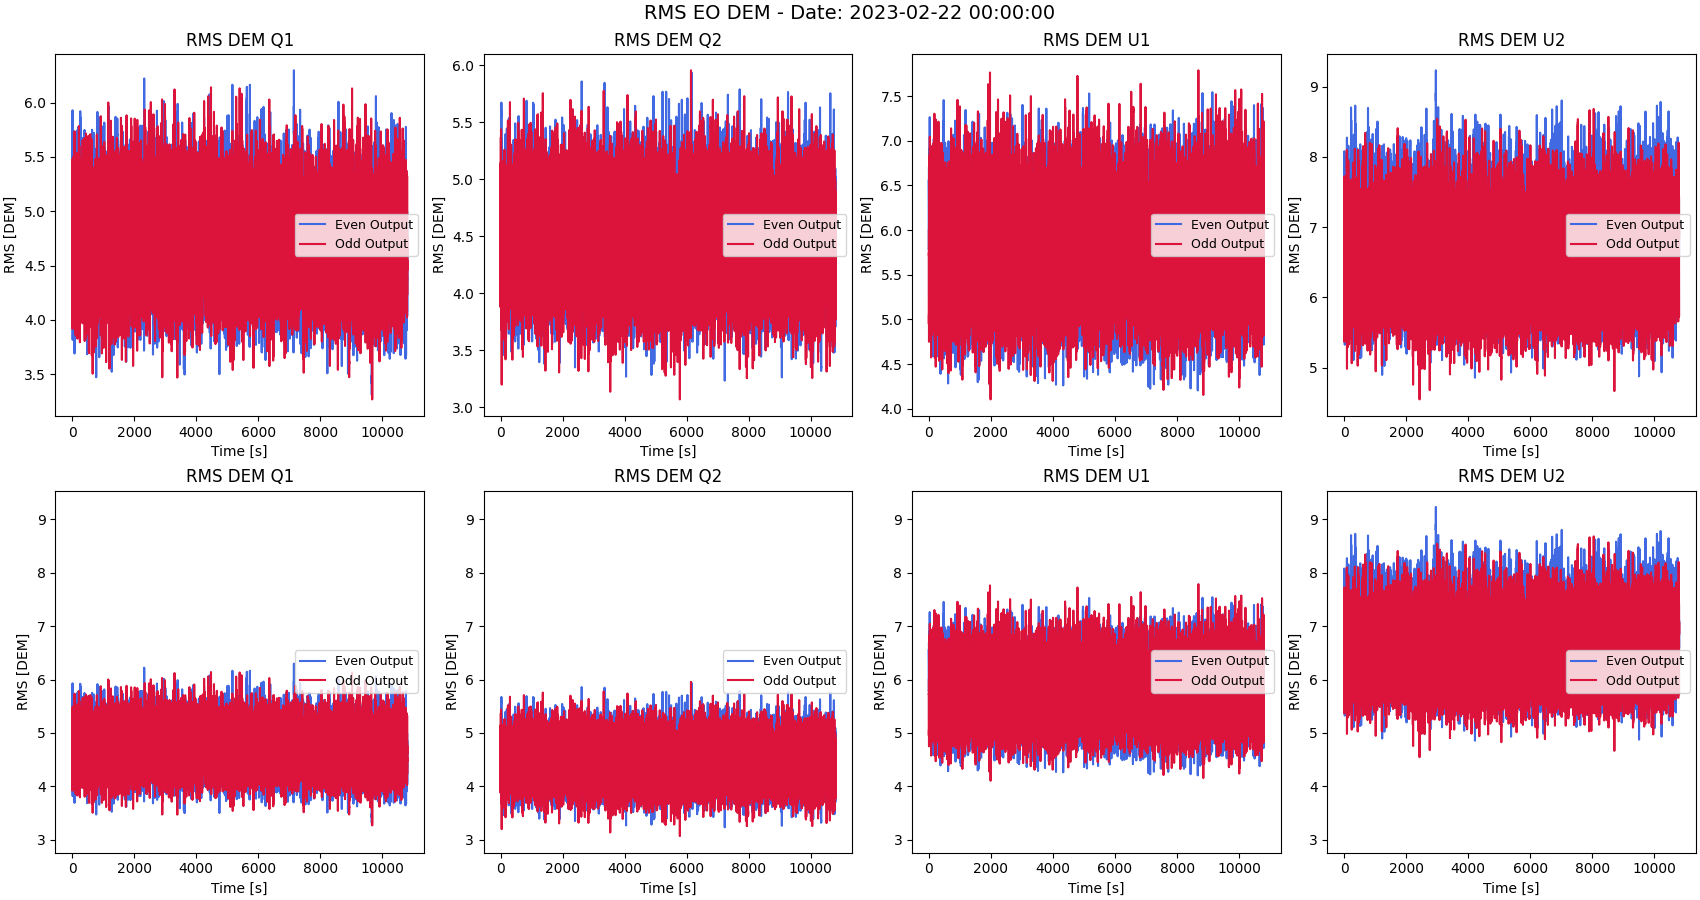 RMS EO DEM - Date: 2023-02-22 00:00:00
RMS DEM Q1
RMS DEM Q2
RMS DEM U1
RMS DEM U2
RMS [DEM]
6.0
5.5
5.0
4.5
4.0
3.5
Even Output
Odd Output
0 2000 4000 6000 8000 10000
Time [s]
RMS [DEM]
6.0
5.5
5.0
4.5
4.0
3.5
3.0
Even Output
Odd Output
0 2000 4000 6000 8000 10000
Time [s]
RMS [DEM]
7.5
7.0
6.5
6.0
5.5
5.0
4.5
4.0
Even Output
Odd Output
0 2000 4000 6000 8000 10000
Time [s]
RMS [DEM]
9
8
7
6
5
Even Output
Odd Output
0 2000 4000 6000 8000 10000
Time [s]
RMS DEM Q1
RMS DEM Q2
RMS DEM U1
RMS DEM U2
RMS [DEM]
9
8
7
6
5
4
3
Even Output
Odd Output
0 2000 4000 6000 8000 10000
Time [s]
RMS [DEM]
9
8
7
6
5
4
3
Even Output
Odd Output
0 2000 4000 6000 8000 10000
Time [s]
RMS [DEM]
9
8
7
6
5
4
3
Even Output
Odd Output
0 2000 4000 6000 8000 10000
Time [s]
RMS [DEM]
9
8
7
6
5
4
3
Even Output
Odd Output
0 2000 4000 6000 8000 10000
Time [s]